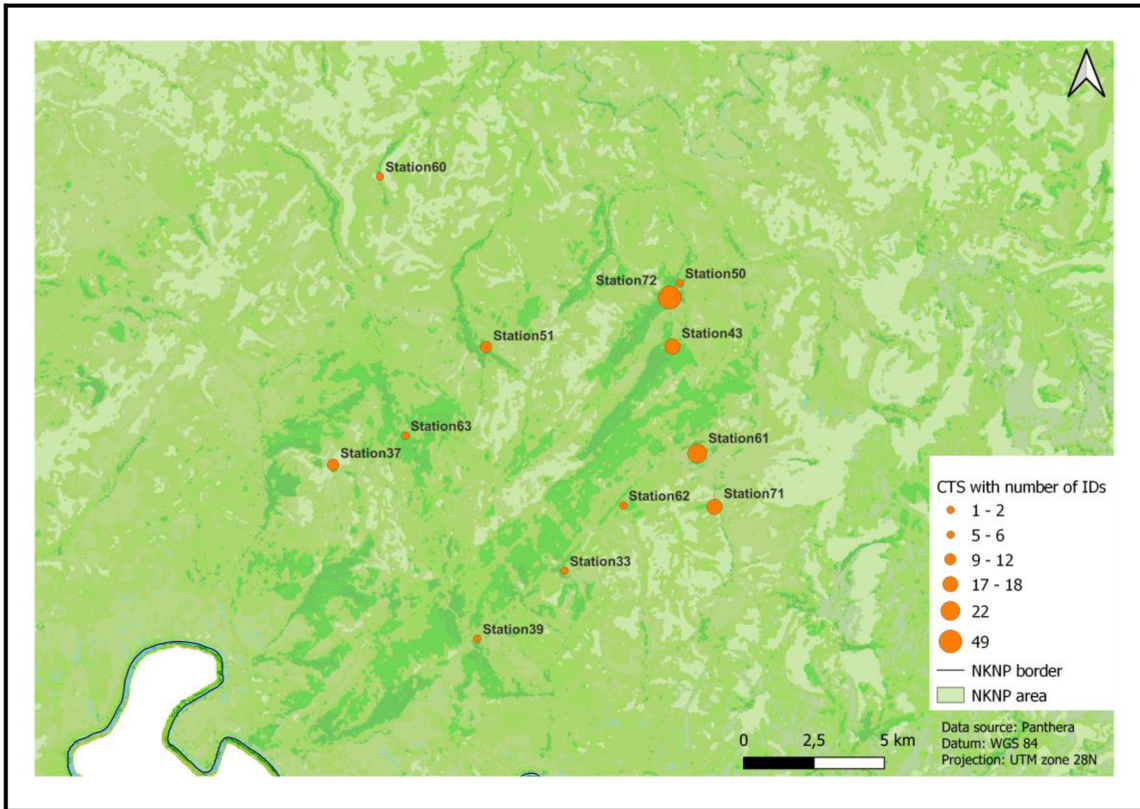 Station60
Station50
Station72
Station43
Station51
Station63
Station61
Station37
Station62
Station71
Station33
Station39
CTS with number of IDs
1 - 2
5 - 6
9 - 12
17 - 18
22
49
NKNP border
NKNP area
0 2,5 5 km
Data source: Panthera
Datum: WGS 84
Projection: UTM zone 28N